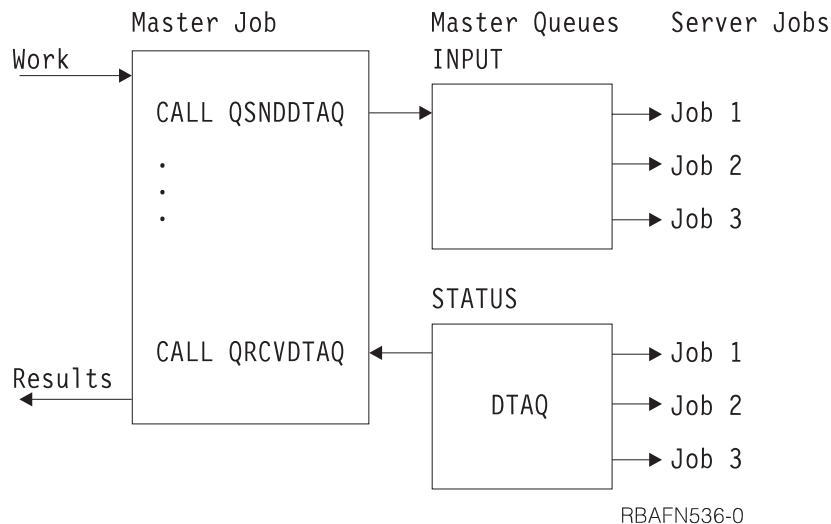 Master Job Master Queues Server Jobs
Work INPUT
CALL QSNDDTAQ Job 1
. Job 2
.
. Job 3
STATUS
CALL QRCVDTAQ Job 1
Results DTAQ Job 2
Job 3
RBAFN536-0